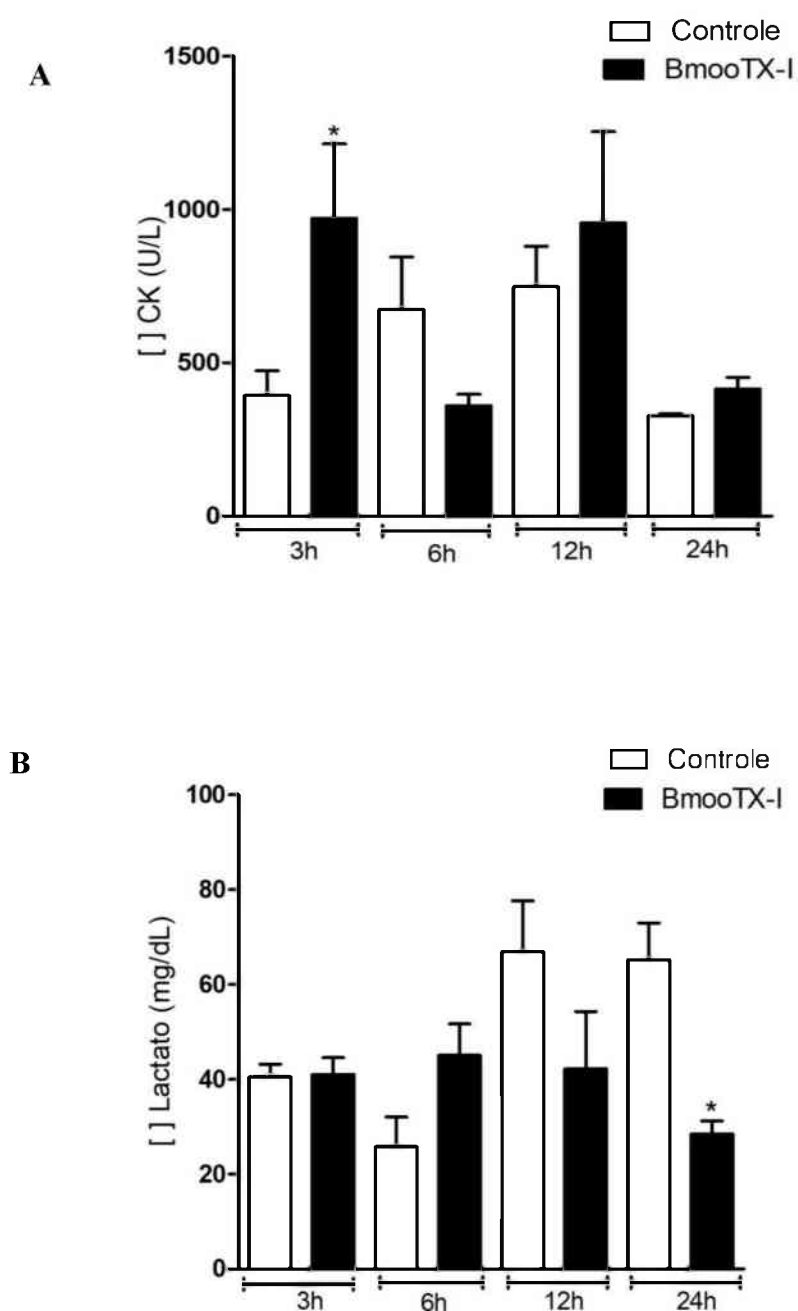 A
Controle
BmooTX-I
1500
1000
500
0
[ ] CK (U/L)
*
3h 6h 12h 24h
B
Controle
BmooTX-I
100
80
60
40
20
0
[ ] Lactato (mg/dL)
*
3h 6h 12h 24h